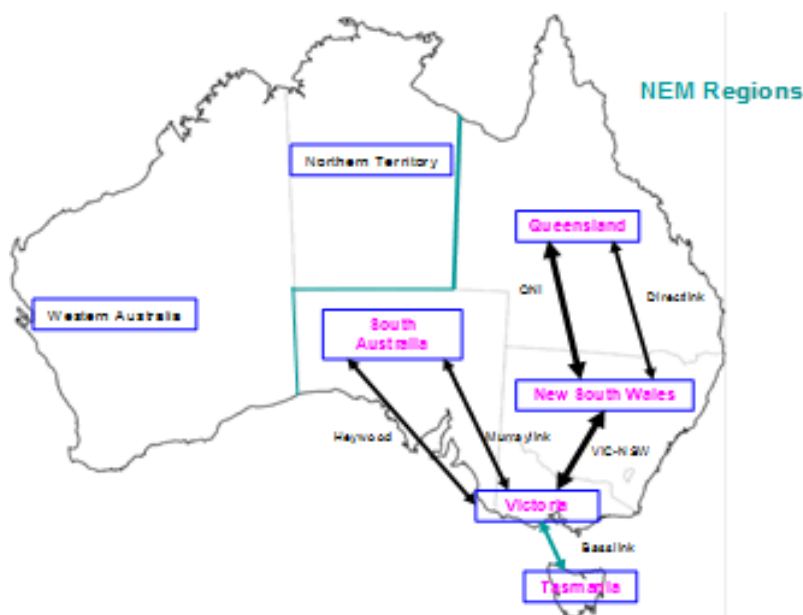 NEM Regions
Northern Territory
Queensland
QNI
Directlink
Western Australia
South
Australia
New South Wales
Heywood
Murraylink
VIC-NSW
Victoria
Basslink
Tasmania